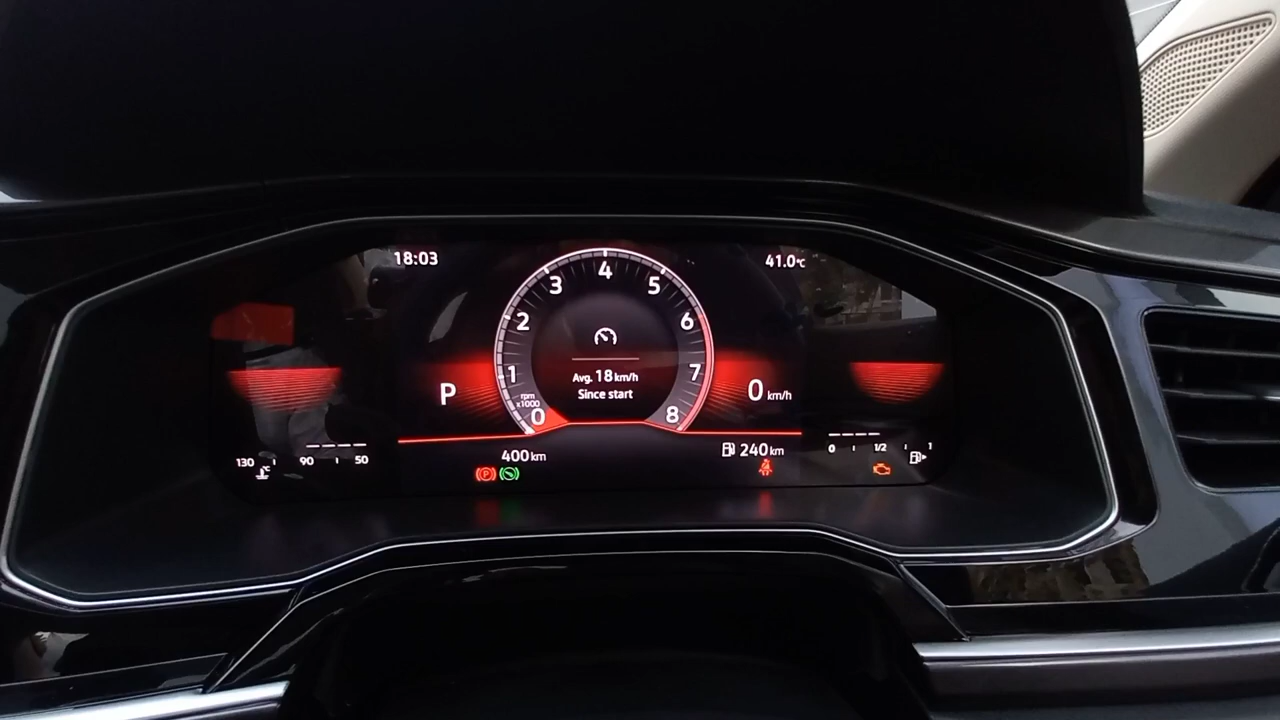 18:03
41.0°C
4
3
5
2
6
1
7
rpm
x1000
0
8
Avg. 18 km/h
Since start
P
0 km/h
400 km
240 km
130
°C
90
50
0
1/2
1
P